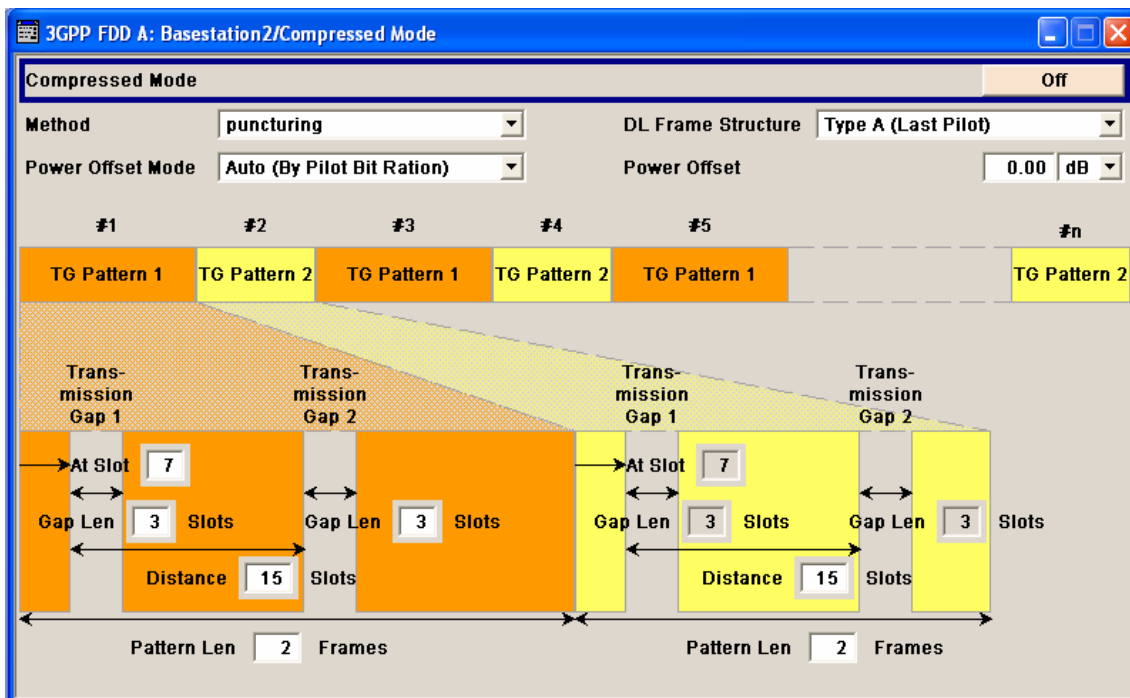 3GPP FDD A: Basestation2/Compressed Mode
Compressed Mode Off
Method puncturing DL Frame Structure Type A (Last Pilot)
Power Offset Mode Auto (By Pilot Bit Ration) Power Offset 0.00 dB
#1 #2 #3 #4 #5 #n
TG Pattern 1 TG Pattern 2 TG Pattern 1 TG Pattern 2 TG Pattern 1 TG Pattern 2
Trans-
mission
Gap 1
Trans-
mission
Gap 2
Trans-
mission
Gap 1
Trans-
mission
Gap 2
At Slot 7 At Slot 7
Gap Len 3 Slots Gap Len 3 Slots Gap Len 3 Slots Gap Len 3 Slots
Distance 15 Slots Distance 15 Slots
Pattern Len 2 Frames Pattern Len 2 Frames